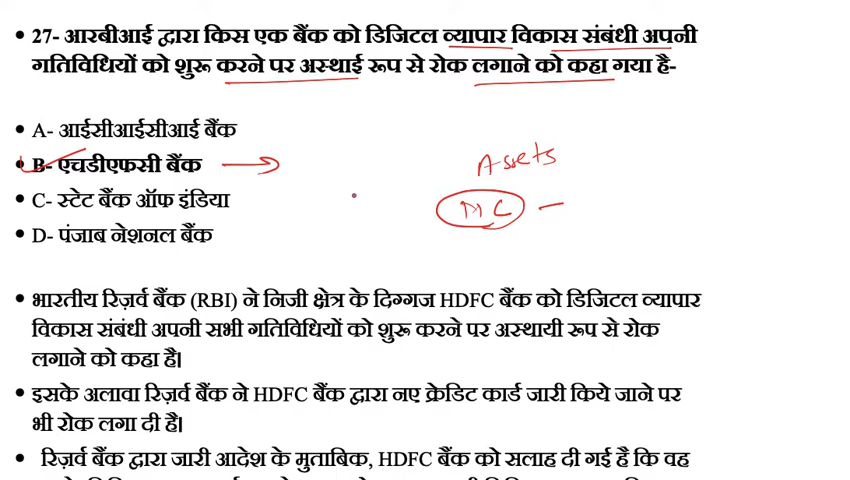 • 27- आरबीआई द्वारा किस एक बैंक को डिजिटल व्यापार विकास संबंधी अपनी
गतिविधियों को शुरू करने पर अस्थाई रूप से रोक लगाने को कहा गया है-
• A- आईसीआईसीआई बैंक
• B- एचडीएफसी बैंक
Assets
• C- स्टेट बैंक ऑफ इंडिया
MC -
• D- पंजाब नेशनल बैंक
• भारतीय रिज़र्व बैंक (RBI) ने निजी क्षेत्र के दिग्गज HDFC बैंक को डिजिटल व्यापार
विकास संबंधी अपनी सभी गतिविधियों को शुरू करने पर अस्थायी रूप से रोक
लगाने को कहा है।
• इसके अलावा रिज़र्व बैंक ने HDFC बैंक द्वारा नए क्रेडिट कार्ड जारी किये जाने पर
भी रोक लगा दी है।
• रिज़र्व बैंक द्वारा जारी आदेश के मुताबिक, HDFC बैंक को सलाह दी गई है कि वह